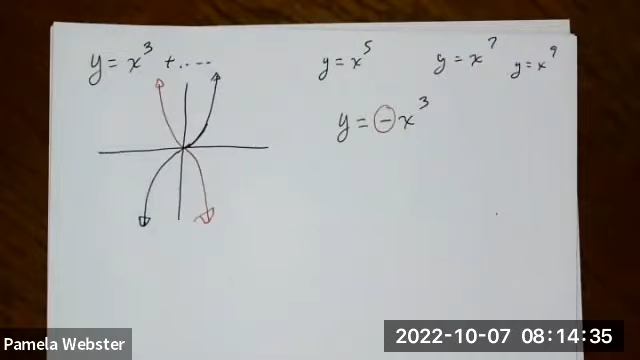 y = x³ + ....
y = x⁵
y = x⁷
y = x⁹
y = -x³
Pamela Webster
2022-10-07 08:14:35